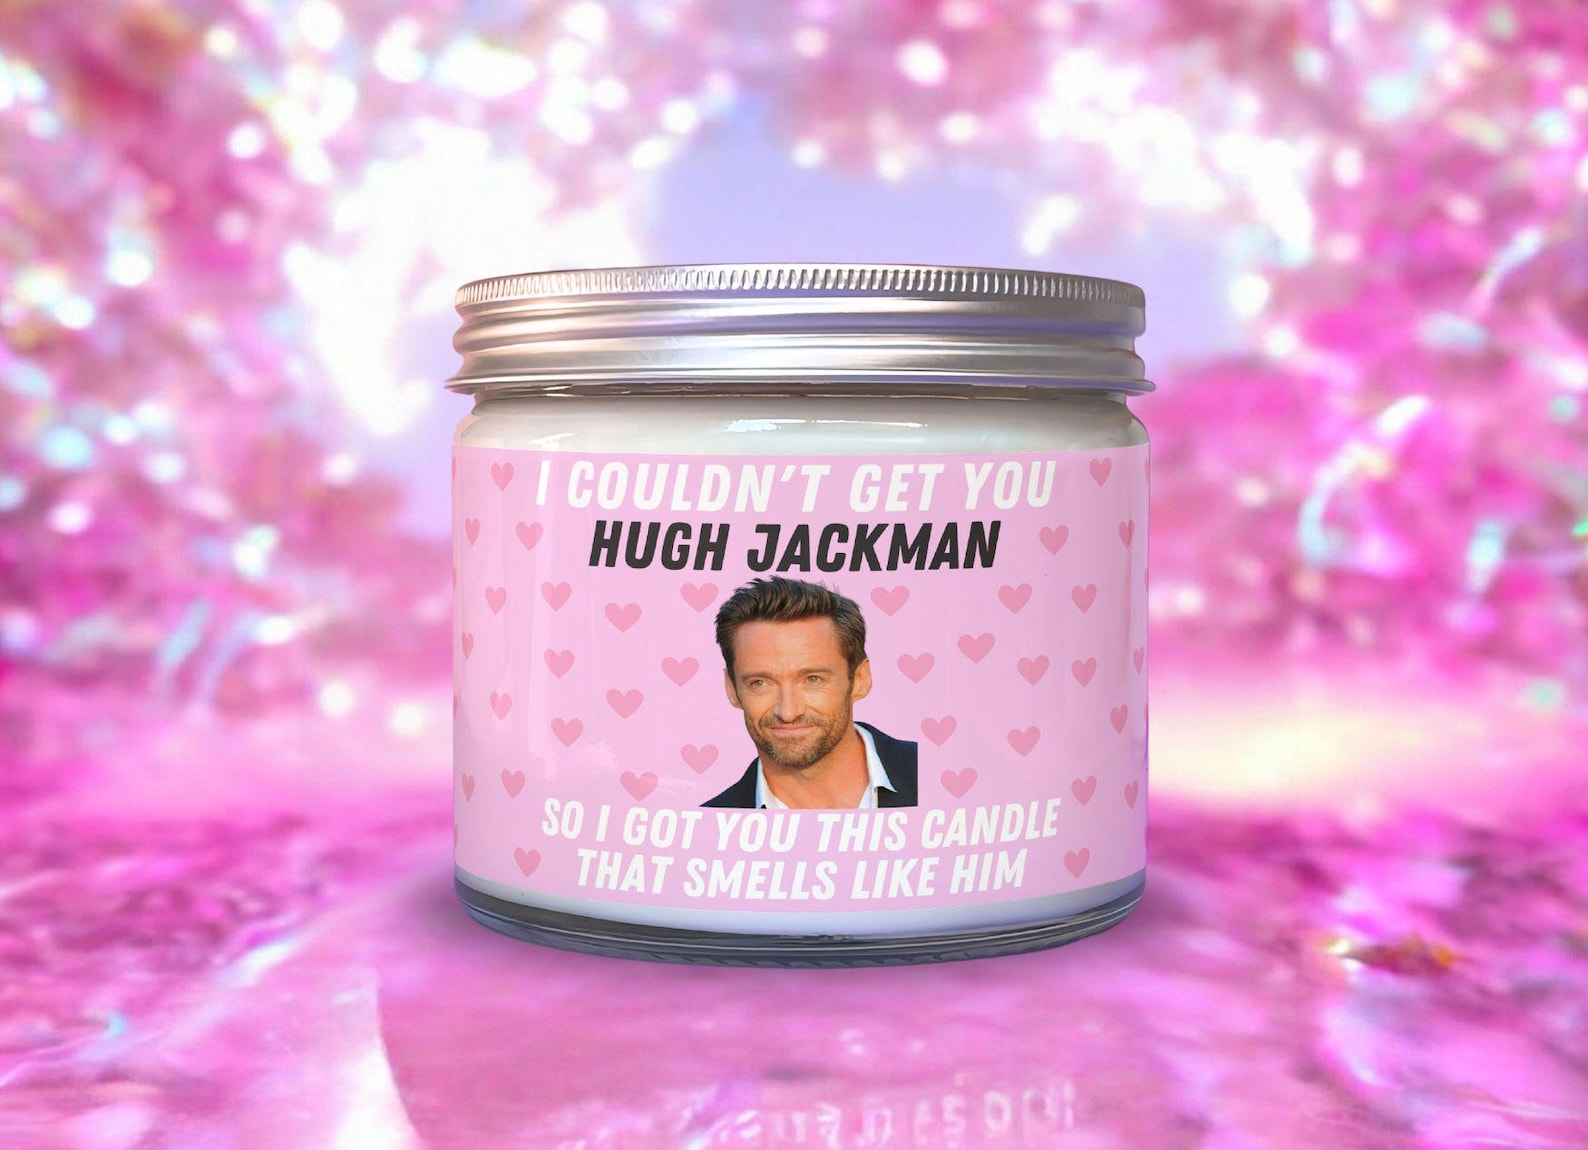 I COULDN'T GET YOU
HUGH JACKMAN
SO I GOT YOU THIS CANDLE
THAT SMELLS LIKE HIM